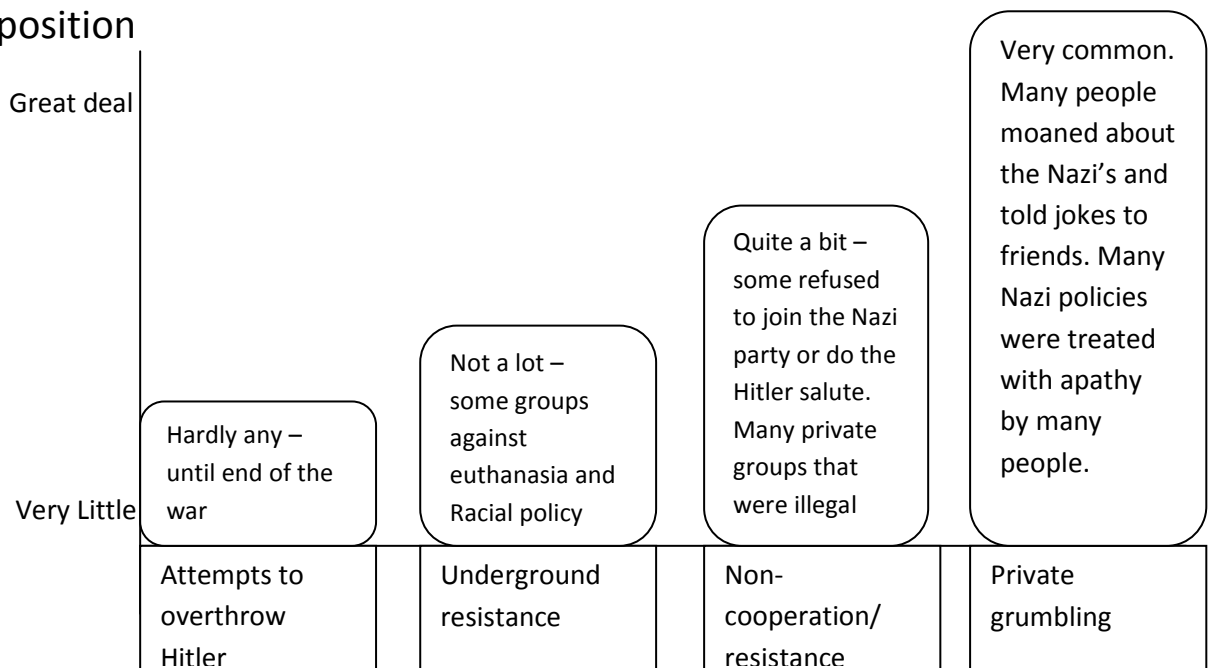 position
Great deal
Very Little
Hardly any –
until end of the
war
Not a lot –
some groups
against
euthanasia and
Racial policy
Quite a bit –
some refused
to join the Nazi
party or do the
Hitler salute.
Many private
groups that
were illegal
Very common.
Many people
moaned about
the Nazi’s and
told jokes to
friends. Many
Nazi policies
were treated
with apathy
by many
people.
Attempts to
overthrow
Hitler
Underground
resistance
Non-
cooperation/
resistance
Private
grumbling